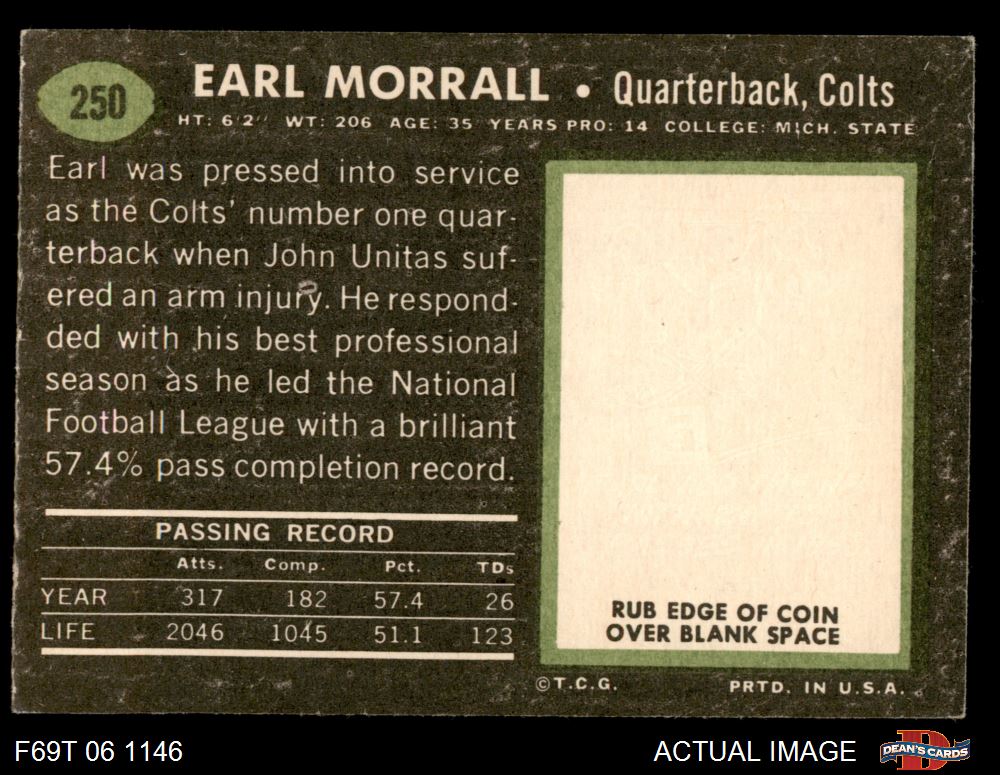 250
EARL MORRALL • Quarterback, Colts
HT: 6'2" WT: 206 AGE: 35 YEARS PRO: 14 COLLEGE: MICH. STATE
Earl was pressed into service
as the Colts' number one quar-
terback when John Unitas suf-
ered an arm injury. He respond-
ded with his best professional
season as he led the National
Football League with a brilliant
57.4% pass completion record.
PASSING RECORD
Atts. Comp. Pct. TDs
YEAR 317 182 57.4 26
LIFE 2046 1045 51.1 123
RUB EDGE OF COIN
OVER BLANK SPACE
©T.C.G. PRTD. IN U.S.A.
F69T 06 1146
ACTUAL IMAGE
DEAN'S CARDS